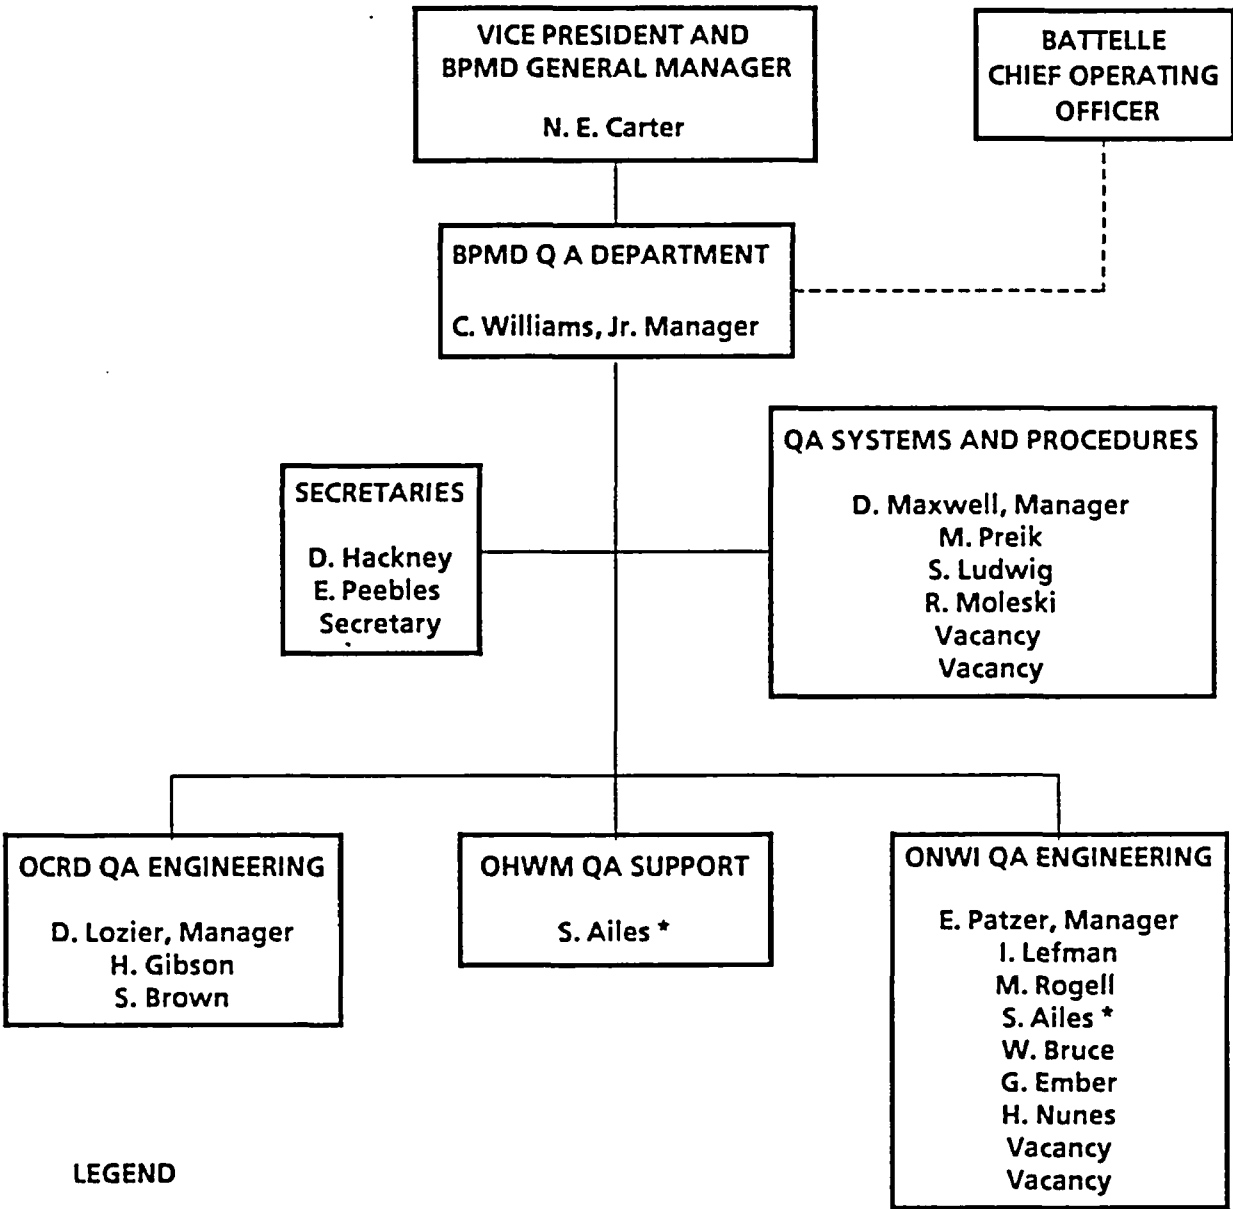 VICE PRESIDENT AND
BPMD GENERAL MANAGER
N. E. Carter
BATTELLE
CHIEF OPERATING
OFFICER
BPMD Q A DEPARTMENT
C. Williams, Jr. Manager
SECRETARIES
D. Hackney
E. Peebles
Secretary
QA SYSTEMS AND PROCEDURES
D. Maxwell, Manager
M. Preik
S. Ludwig
R. Moleski
Vacancy
Vacancy
OCRD QA ENGINEERING
D. Lozier, Manager
H. Gibson
S. Brown
OHWM QA SUPPORT
S. Ailes *
ONWI QA ENGINEERING
E. Patzer, Manager
I. Lefman
M. Rogell
S. Ailes *
W. Bruce
G. Ember
H. Nunes
Vacancy
Vacancy
LEGEND